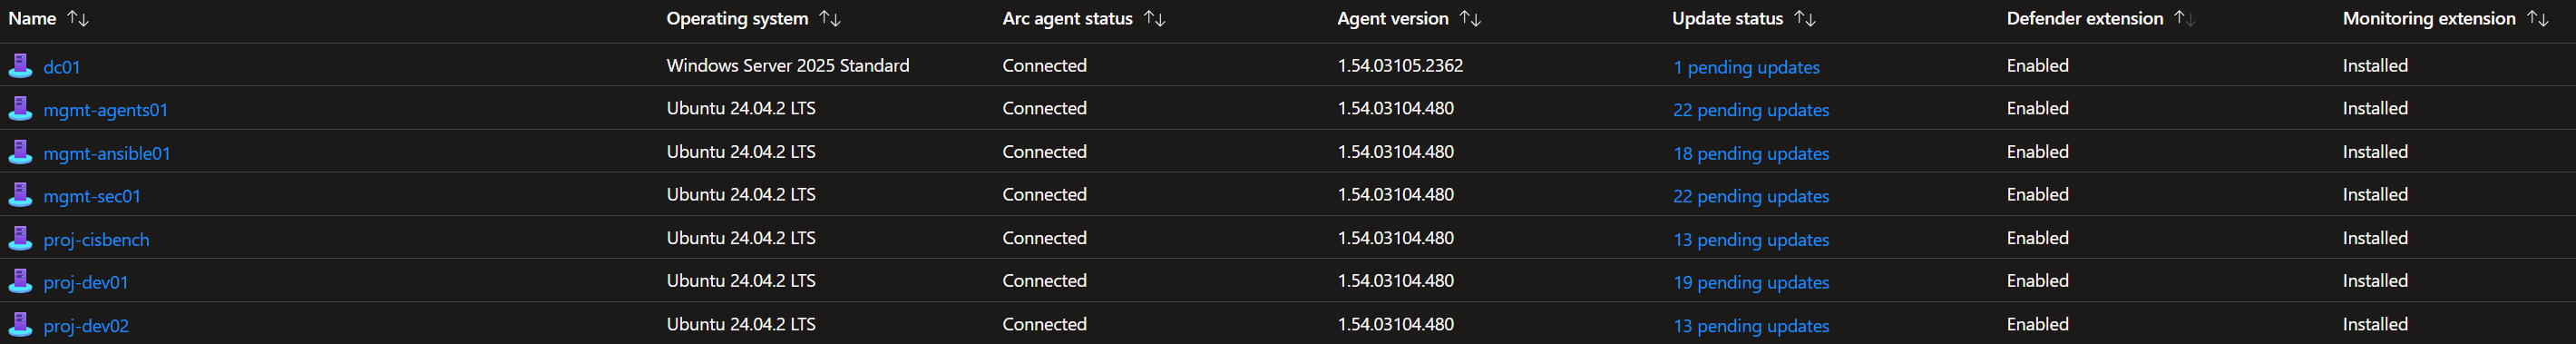 Name Operating system Arc agent status Agent version Update status Defender extension Monitoring extension
dc01 Windows Server 2025 Standard Connected 1.54.03105.2362 1 pending updates Enabled Installed
mgmt-agents01 Ubuntu 24.04.2 LTS Connected 1.54.03104.480 22 pending updates Enabled Installed
mgmt-ansible01 Ubuntu 24.04.2 LTS Connected 1.54.03104.480 18 pending updates Enabled Installed
mgmt-sec01 Ubuntu 24.04.2 LTS Connected 1.54.03104.480 22 pending updates Enabled Installed
proj-cisbench Ubuntu 24.04.2 LTS Connected 1.54.03104.480 13 pending updates Enabled Installed
proj-dev01 Ubuntu 24.04.2 LTS Connected 1.54.03104.480 19 pending updates Enabled Installed
proj-dev02 Ubuntu 24.04.2 LTS Connected 1.54.03104.480 13 pending updates Enabled Installed